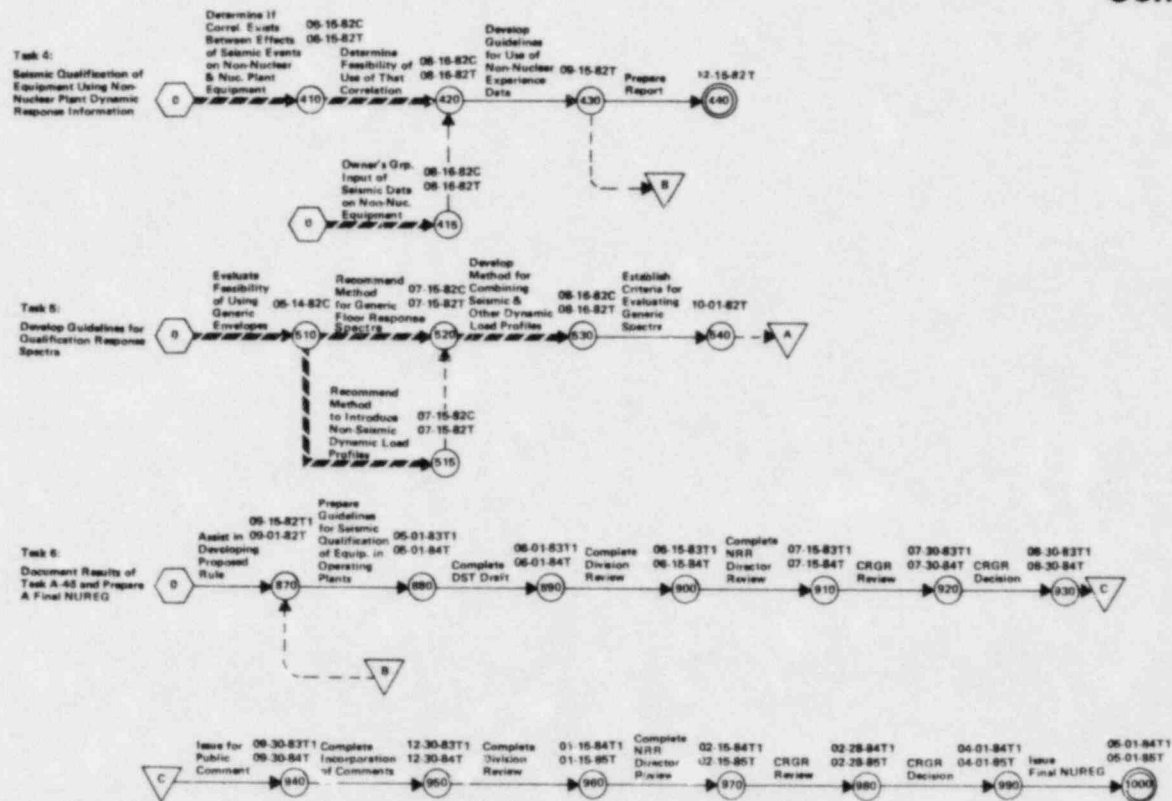 Task 4:
Seismic Qualification of
Equipment Using Non-
Nuclear Plant Dynamic
Response Information
0
Determine If
Correl. Exists
Between Effects
of Seismic Events
on Non-Nuclear
& Nuc. Plant
Equipment
06-15-82C
06-15-82T
410
Determine
Feasibility of
Use of That
Correlation
08-16-82C
08-16-82T
420
Develop
Guidelines
for Use of
Non-Nuclear
Experience
Data
09-15-82T
430
Prepare
Report
12-15-82T
440
B
0
Owner's Grp.
Input of
Seismic Data
on Non-Nuc.
Equipment
08-16-82C
08-16-82T
415
Task 5:
Develop Guidelines for
Qualification Response
Spectra
0
Evaluate
Feasibility
of Using
Generic
Envelopes
05-14-82C
510
Recommend
Method
for Generic
Floor Response
Spectra
07-15-82C
07-15-82T
520
Develop
Method for
Combining
Seismic &
Other Dynamic
Load Profiles
08-16-82C
08-16-82T
530
Establish
Criteria for
Evaluating
Generic
Spectra
10-01-82T
540
A
Recommend
Method
to Introduce
Non-Seismic
Dynamic Load
Profiles
07-15-82C
07-15-82T
515
Task 6:
Document Results of
Task A-46 and Prepare
A Final NUREG
0
Assist in
Developing
Proposed
Rule
09-15-82T1
09-01-82T
870
Prepare
Guidelines
for Seismic
Qualification
of Equip. in
Operating
Plants
05-01-83T1
05-01-84T
880
Complete
DST Draft
06-01-83T1
06-01-84T
890
Complete
Division
Review
06-15-83T1
06-15-84T
900
Complete
NRR
Director
Review
07-15-83T1
07-15-84T
910
CRGR
Review
07-30-83T1
07-30-84T
920
CRGR
Decision
08-30-83T1
08-30-84T
930
C
B
C
Issue for
Public
Comment
09-30-83T1
09-30-84T
940
Complete
Incorporation
of Comments
12-30-83T1
12-30-84T
950
Complete
Division
Review
01-15-84T1
01-15-85T
960
Complete
NRR
Director
Review
02-15-84T1
02-15-85T
970
CRGR
Review
02-28-84T1
02-28-85T
980
CRGR
Decision
04-01-84T1
04-01-85T
990
Issue
Final NUREG
05-01-84T1
05-01-85T
1000